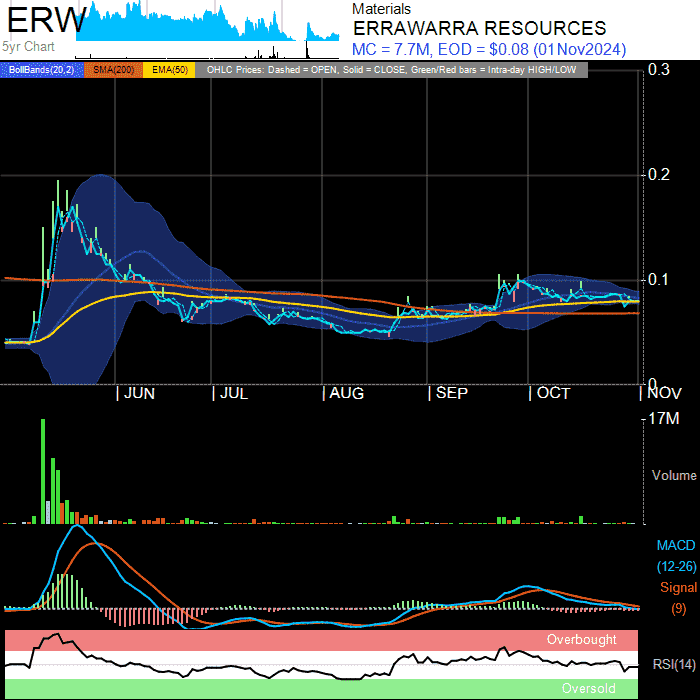 ERW
5yr Chart
Materials
ERRAWARRA RESOURCES
MC = 7.7M, EOD = $0.08 (01Nov2024)
BollBands(20,2) SMA(200) EMA(50) OHLC Prices: Dashed = OPEN, Solid = CLOSE, Green/Red bars = Intra-day HIGH/LOW
0.3
0.2
0.1
0
JUN JUL AUG SEP OCT NOV
17M
Volume
MACD
(12-26)
Signal
(9)
Overbought
RSI(14)
Oversold